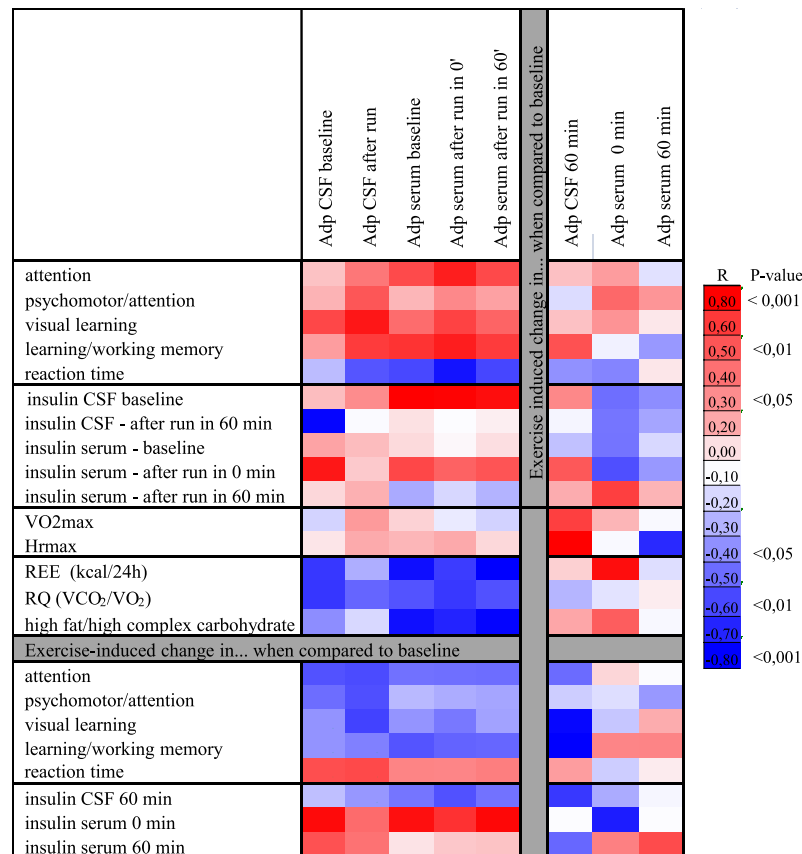 Adp CSF baseline
Adp CSF after run
Adp serum baseline
Adp serum after run in 0'
Adp serum after run in 60'
Exercise induced change in... when compared to baseline
Adp CSF 60 min
Adp serum 0 min
Adp serum 60 min
attention
psychomotor/attention
visual learning
learning/working memory
reaction time
insulin CSF baseline
insulin CSF - after run in 60 min
insulin serum - baseline
insulin serum - after run in 0 min
insulin serum - after run in 60 min
VO2max
Hrmax
REE (kcal/24h)
RQ (VCO₂/VO₂)
high fat/high complex carbohydrate
Exercise-induced change in... when compared to baseline
attention
psychomotor/attention
visual learning
learning/working memory
reaction time
insulin CSF 60 min
insulin serum 0 min
insulin serum 60 min
R P-value
0,80 < 0,001
0,60
0,50 <0,01
0,40
0,30 <0,05
0,20
0,00
-0,10
-0,20
-0,30
-0,40 <0,05
-0,50
-0,60 <0,01
-0,70
-0,80 <0,001